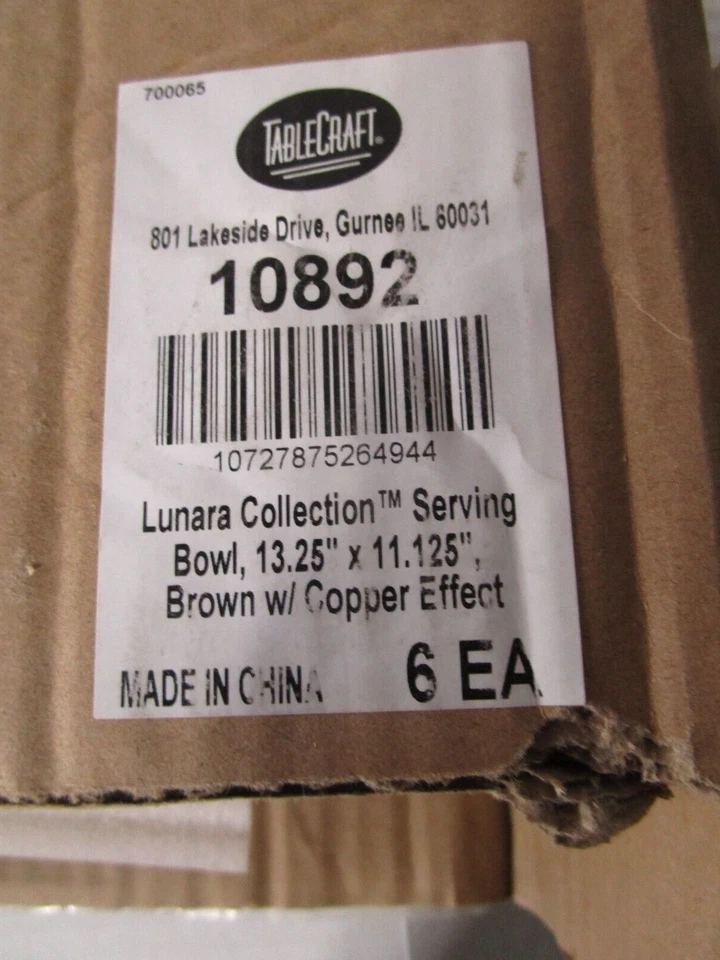 700065
TABLECRAFT®
801 Lakeside Drive, Gurnee IL 60031
10892
10727875264944
Lunara Collection™ Serving
Bowl, 13.25" x 11.125",
Brown w/ Copper Effect
MADE IN CHINA 6 EA